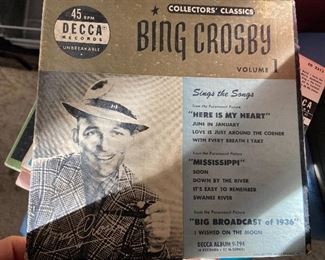 45 RPM
DECCA
RECORDS
UNBREAKABLE
COLLECTORS' CLASSICS
BING CROSBY
VOLUME 1
Sings the Songs
from the Paramount Picture
"HERE IS MY HEART"
JUNE IN JANUARY
LOVE IS JUST AROUND THE CORNER
WITH EVERY BREATH I TAKE
from the Paramount Picture
"MISSISSIPPI"
SOON
DOWN BY THE RIVER
IT'S EASY TO REMEMBER
SWANEE RIVER
from the Paramount Picture
"BIG BROADCAST of 1936"
I WISHED ON THE MOON
DECCA ALBUM 9-194